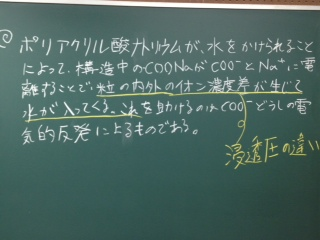 ② ポリアクリル酸ナトリウムが、水をかけられること
によって、構造中のCOONaがCOO⁻とNa⁺に電
離することで粒の内外のイオン濃度差が生じて
水が入ってくる。これを助けるのはCOO⁻どうしの電
気的反発によるものである。
浸透圧の違い